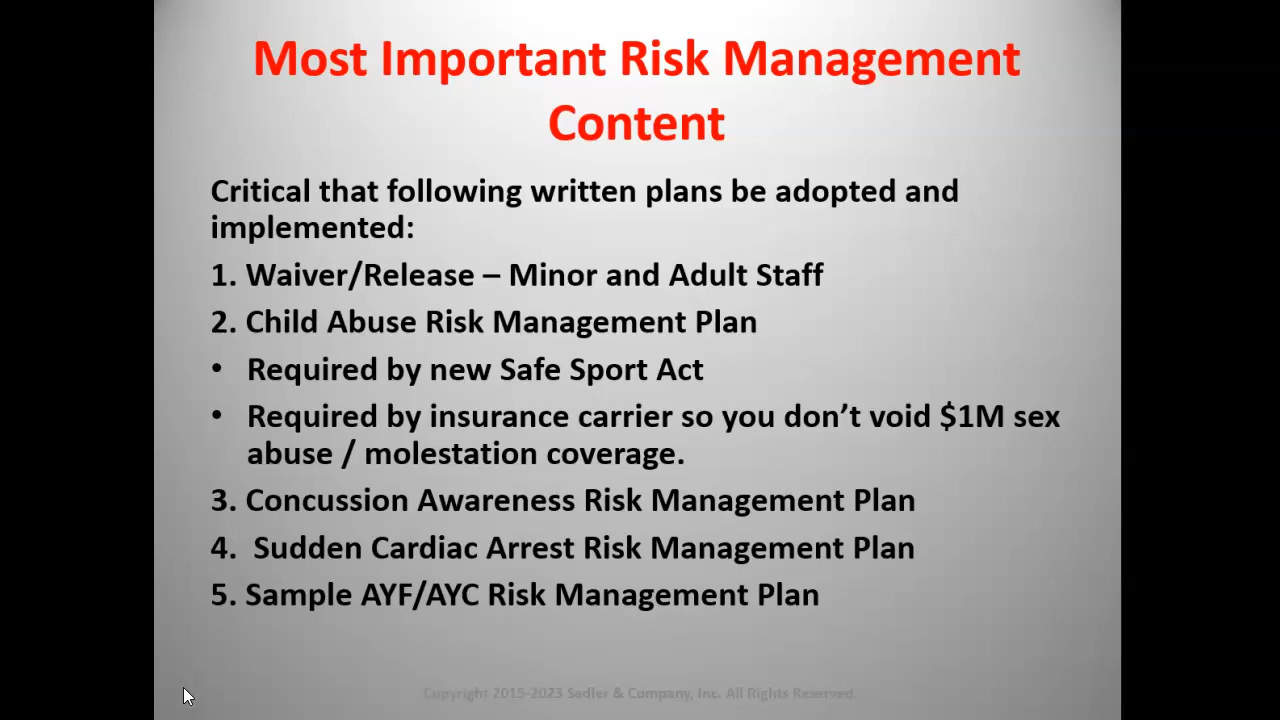 Most Important Risk Management
Content
Critical that following written plans be adopted and
implemented:
1. Waiver/Release – Minor and Adult Staff
2. Child Abuse Risk Management Plan
• Required by new Safe Sport Act
• Required by insurance carrier so you don’t void $1M sex
abuse / molestation coverage.
3. Concussion Awareness Risk Management Plan
4.  Sudden Cardiac Arrest Risk Management Plan
5. Sample AYF/AYC Risk Management Plan
Copyright 2015-2023 Sadler & Company, Inc. All Rights Reserved.